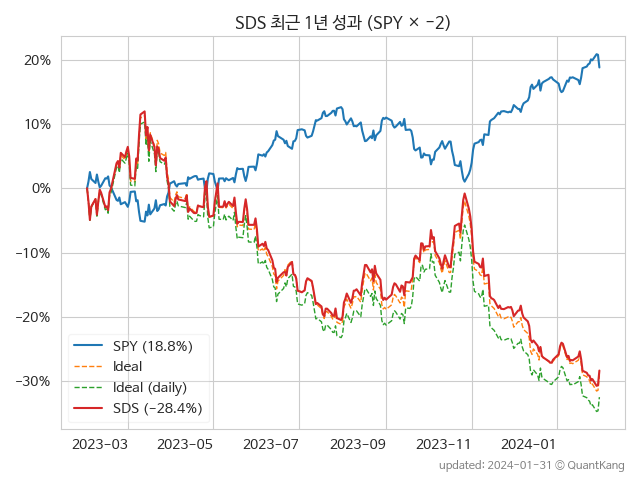 SDS 최근 1년 성과 (SPY × −2)
20%
10%
0%
−10%
−20%
−30%
SPY (18.8%)
Ideal
Ideal (daily)
SDS (−28.4%)
2023-03
2023-05
2023-07
2023-09
2023-11
2024-01
updated: 2024-01-31 © QuantKang